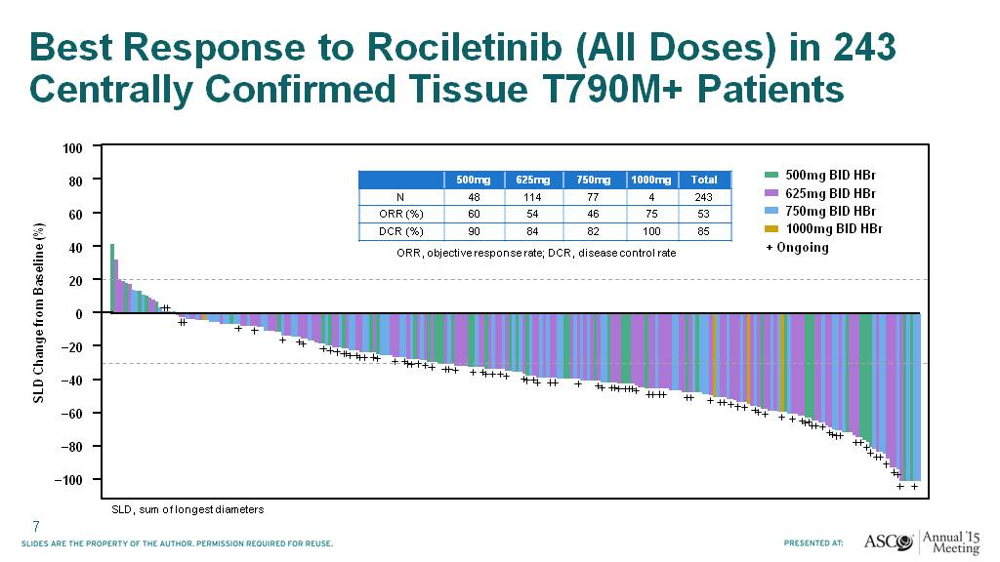 Best Response to Rociletinib (All Doses) in 243
Centrally Confirmed Tissue T790M+ Patients
SLD Change from Baseline (%)
100
80
60
40
20
0
−20
−40
−60
−80
−100
500mg 625mg 750mg 1000mg Total
N 48 114 77 4 243
ORR (%) 60 54 46 75 53
DCR (%) 90 84 82 100 85
ORR, objective response rate; DCR, disease control rate
500mg BID HBr
625mg BID HBr
750mg BID HBr
1000mg BID HBr
+ Ongoing
SLD, sum of longest diameters
7
SLIDES ARE THE PROPERTY OF THE AUTHOR. PERMISSION REQUIRED FOR REUSE.
PRESENTED AT:
ASCO Annual '15
Meeting